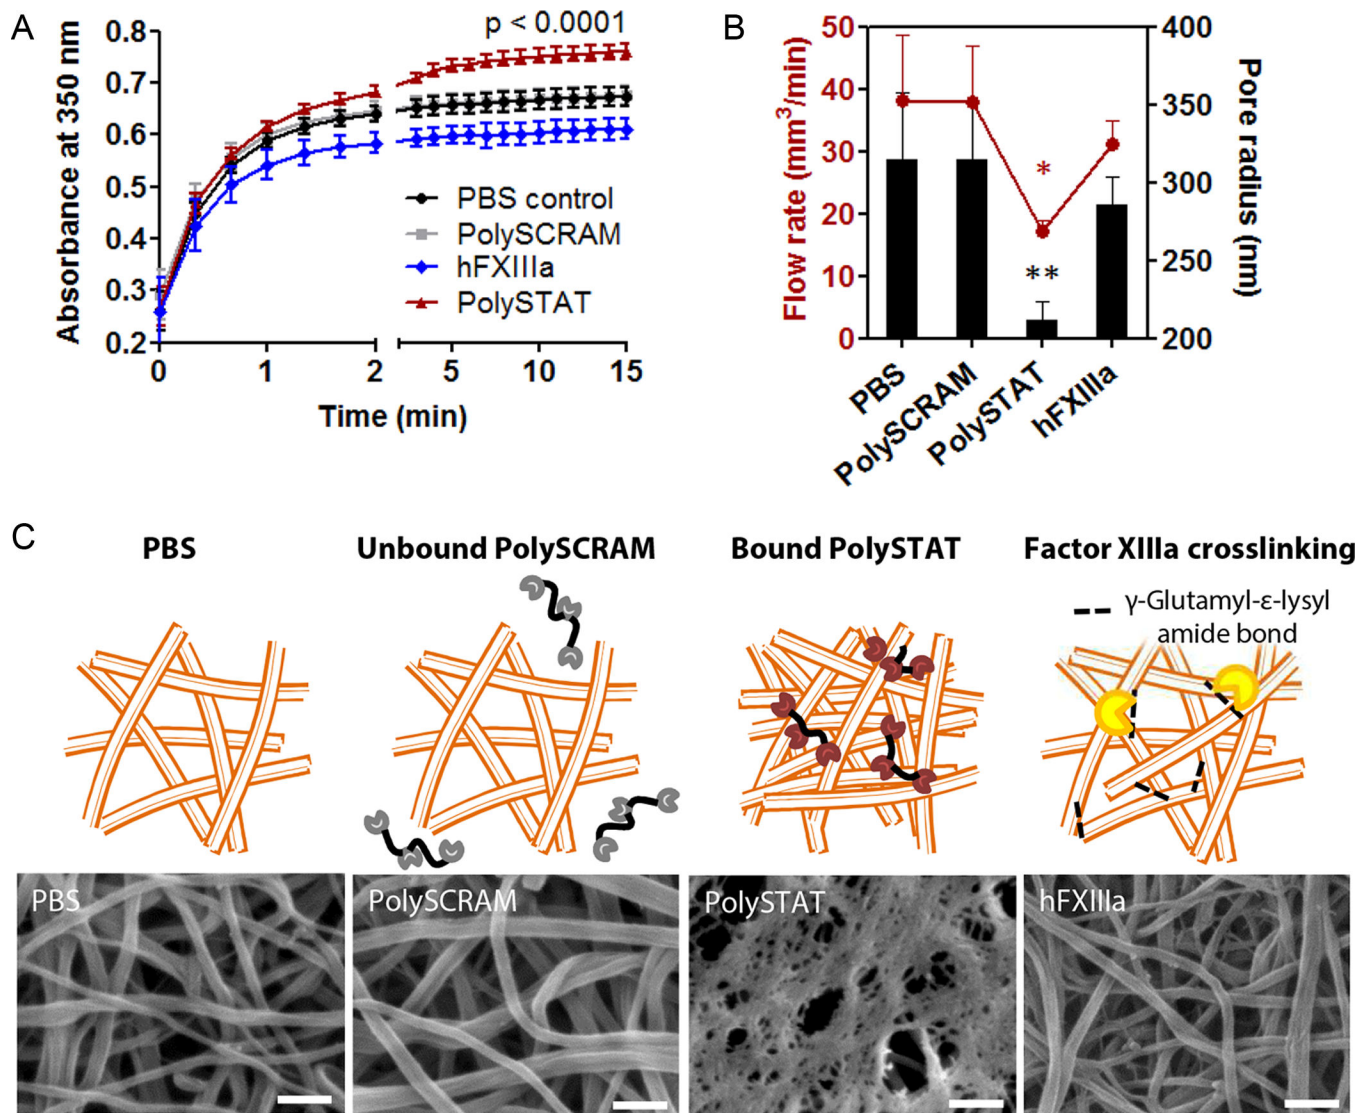 A
p < 0.0001
Absorbance at 350 nm
0.8
0.7
0.6
0.5
0.4
0.3
0.2
0
1
2
5
10
15
Time (min)
PBS control
PolySCRAM
hFXIIIa
PolySTAT
B
Flow rate (mm³/min)
50
40
30
20
10
0
*
**
400
350
300
250
200
Pore radius (nm)
PBS
PolySCRAM
PolySTAT
hFXIIIa
C
PBS
Unbound PolySCRAM
Bound PolySTAT
Factor XIIIa crosslinking
γ-Glutamyl-ε-lysyl
amide bond
PBS
PolySCRAM
PolySTAT
hFXIIIa